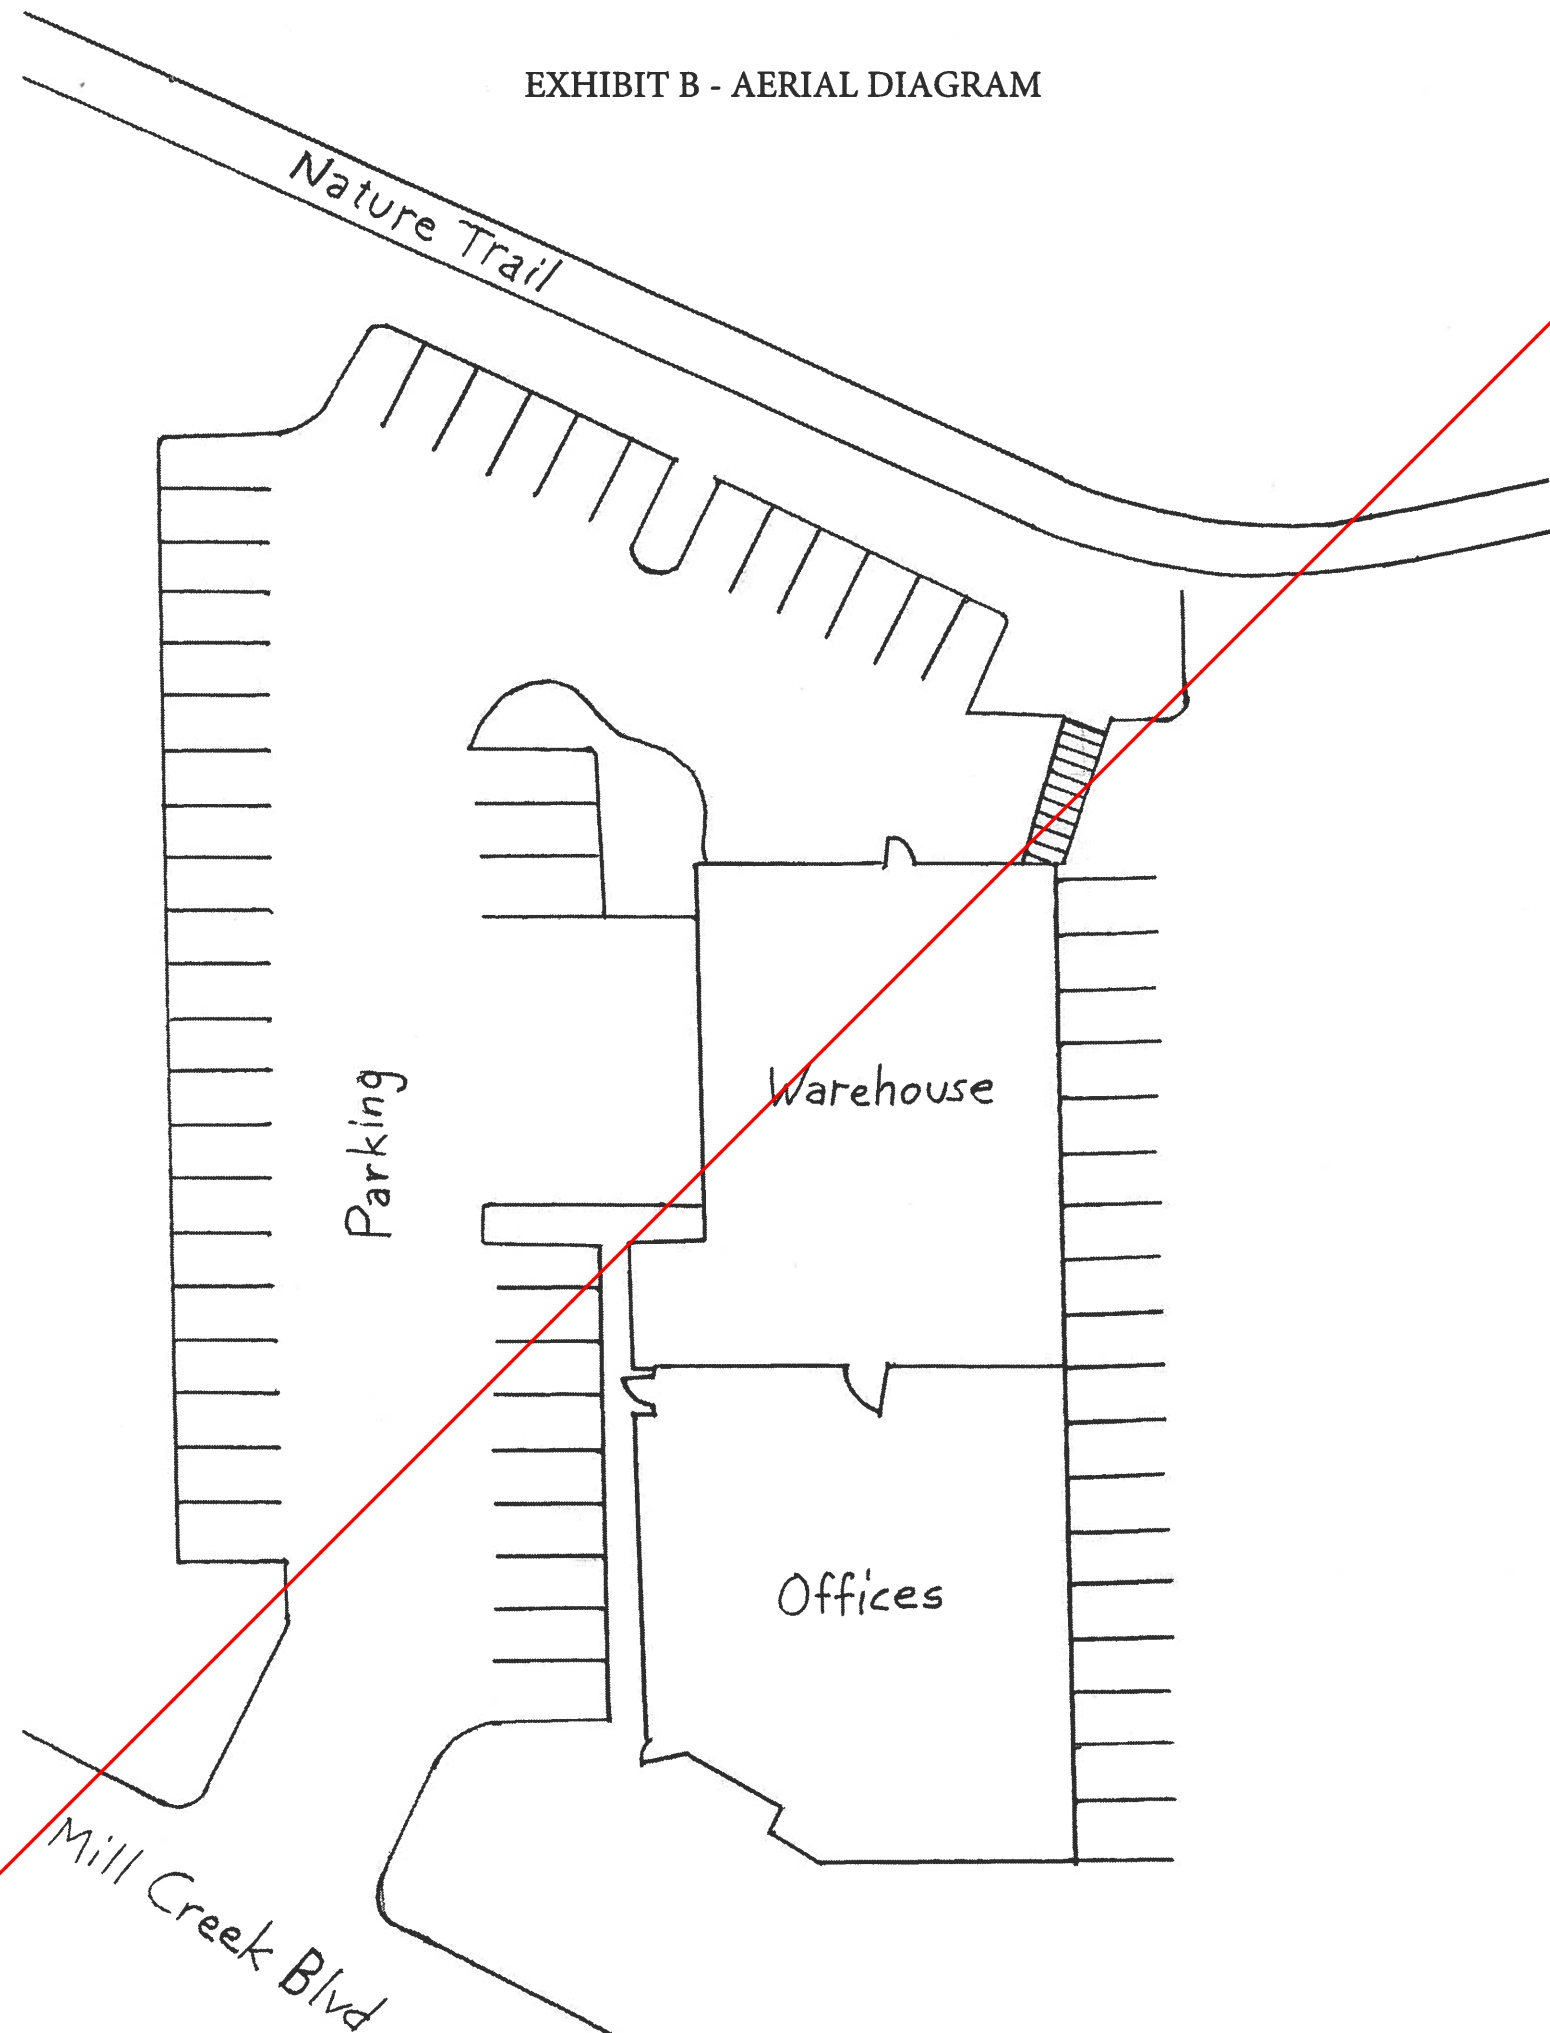 EXHIBIT B - AERIAL DIAGRAM
Nature Trail
Parking
Warehouse
Offices
Mill Creek Blvd